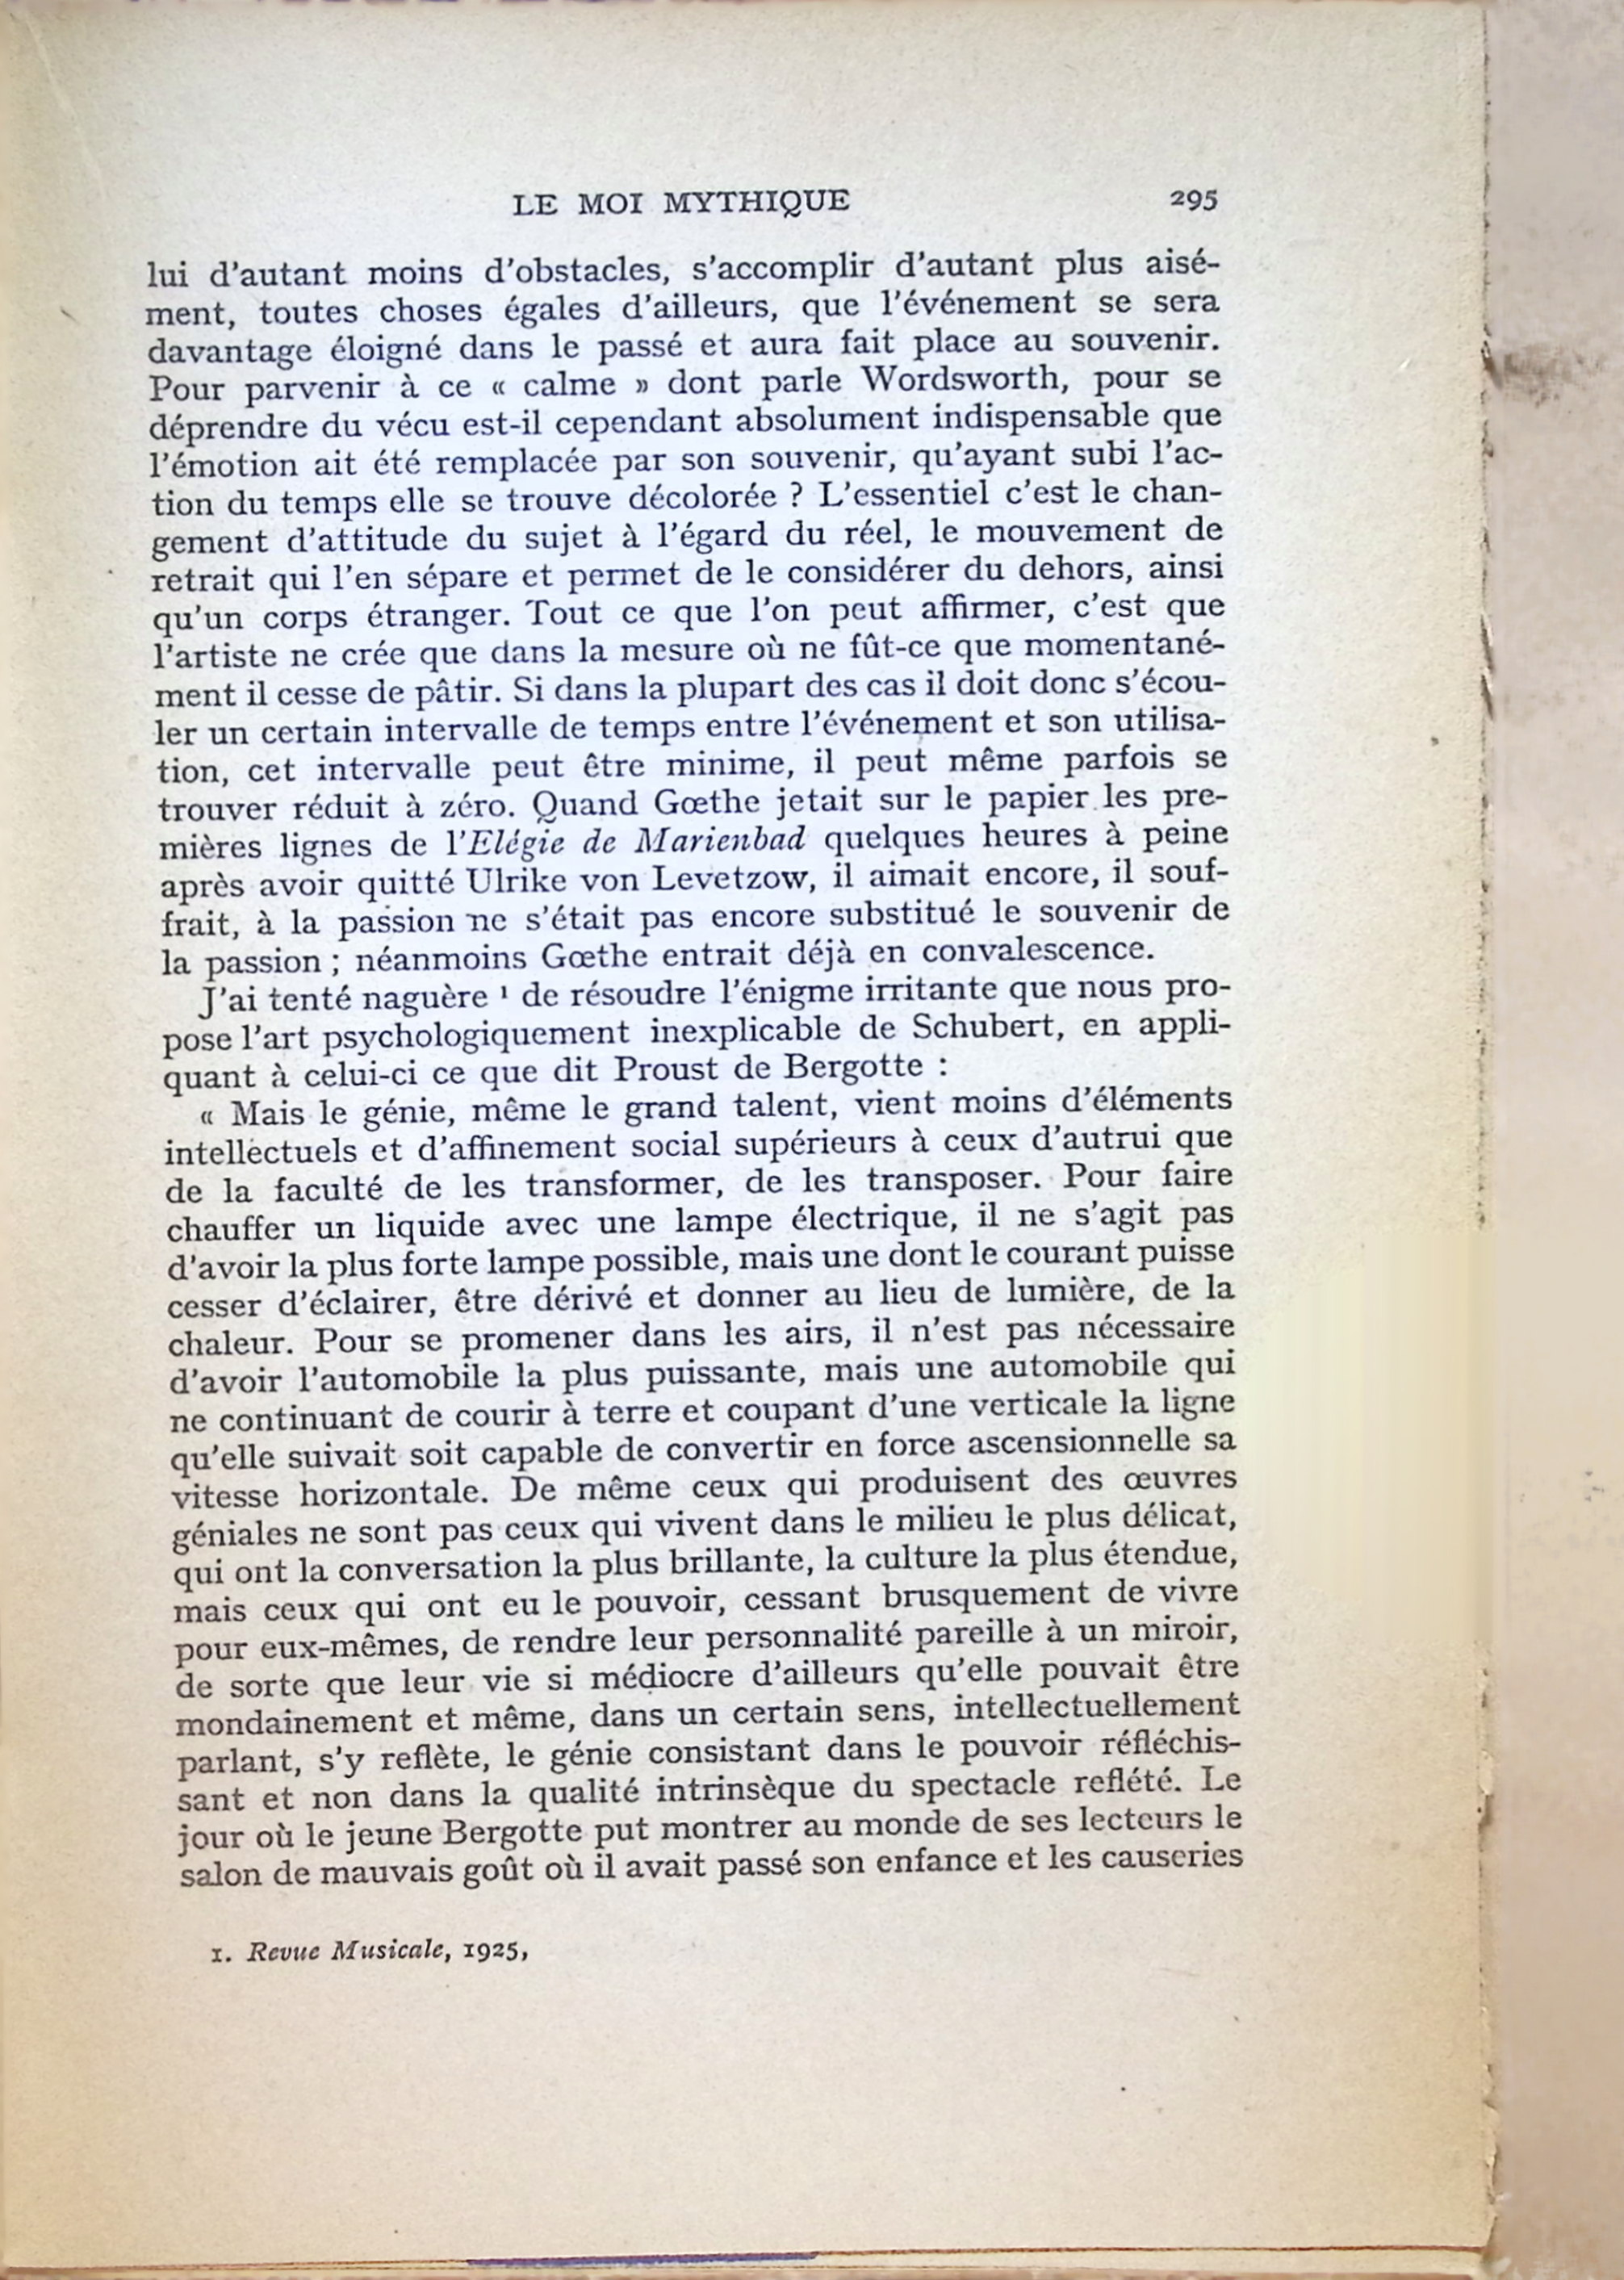 LE MOI MYTHIQUE 295
lui d'autant moins d'obstacles, s'accomplir d'autant plus aisé-
ment, toutes choses égales d'ailleurs, que l'événement se sera
davantage éloigné dans le passé et aura fait place au souvenir.
Pour parvenir à ce « calme » dont parle Wordsworth, pour se
déprendre du vécu est-il cependant absolument indispensable que
l'émotion ait été remplacée par son souvenir, qu'ayant subi l'ac-
tion du temps elle se trouve décolorée ? L'essentiel c'est le chan-
gement d'attitude du sujet à l'égard du réel, le mouvement de
retrait qui l'en sépare et permet de le considérer du dehors, ainsi
qu'un corps étranger. Tout ce que l'on peut affirmer, c'est que
l'artiste ne crée que dans la mesure où ne fût-ce que momentané-
ment il cesse de pâtir. Si dans la plupart des cas il doit donc s'écou-
ler un certain intervalle de temps entre l'événement et son utilisa-
tion, cet intervalle peut être minime, il peut même parfois se
trouver réduit à zéro. Quand Gœthe jetait sur le papier les pre-
mières lignes de l'Elégie de Marienbad quelques heures à peine
après avoir quitté Ulrike von Levetzow, il aimait encore, il souf-
frait, à la passion ne s'était pas encore substitué le souvenir de
la passion ; néanmoins Gœthe entrait déjà en convalescence.
J'ai tenté naguère ¹ de résoudre l'énigme irritante que nous pro-
pose l'art psychologiquement inexplicable de Schubert, en appli-
quant à celui-ci ce que dit Proust de Bergotte :
« Mais le génie, même le grand talent, vient moins d'éléments
intellectuels et d'affinement social supérieurs à ceux d'autrui que
de la faculté de les transformer, de les transposer. Pour faire
chauffer un liquide avec une lampe électrique, il ne s'agit pas
d'avoir la plus forte lampe possible, mais une dont le courant puisse
cesser d'éclairer, être dérivé et donner au lieu de lumière, de la
chaleur. Pour se promener dans les airs, il n'est pas nécessaire
d'avoir l'automobile la plus puissante, mais une automobile qui
ne continuant de courir à terre et coupant d'une verticale la ligne
qu'elle suivait soit capable de convertir en force ascensionnelle sa
vitesse horizontale. De même ceux qui produisent des œuvres
géniales ne sont pas ceux qui vivent dans le milieu le plus délicat,
qui ont la conversation la plus brillante, la culture la plus étendue,
mais ceux qui ont eu le pouvoir, cessant brusquement de vivre
pour eux-mêmes, de rendre leur personnalité pareille à un miroir,
de sorte que leur vie si médiocre d'ailleurs qu'elle pouvait être
mondainement et même, dans un certain sens, intellectuellement
parlant, s'y reflète, le génie consistant dans le pouvoir réfléchis-
sant et non dans la qualité intrinsèque du spectacle reflété. Le
jour où le jeune Bergotte put montrer au monde de ses lecteurs le
salon de mauvais goût où il avait passé son enfance et les causeries
1. Revue Musicale, 1925,